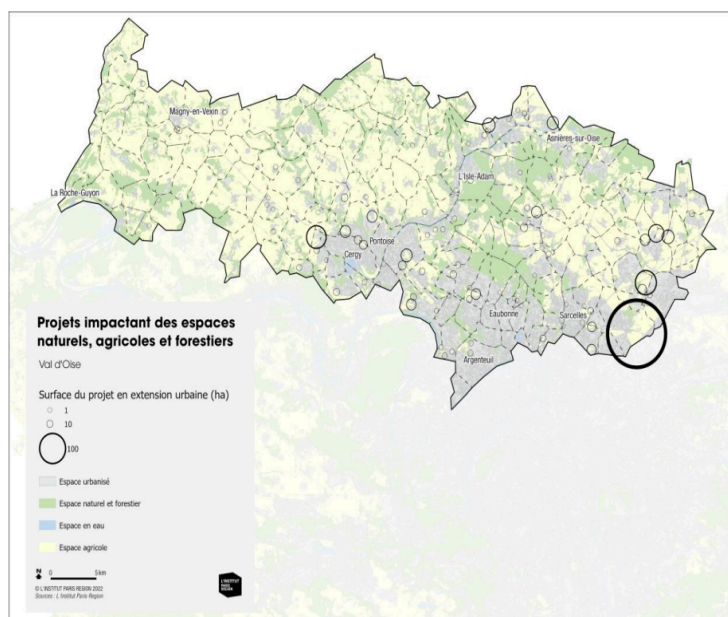 Magny-en-Vexin
Asnières-sur-Oise
L'Isle-Adam
La Roche-Guyon
Pontoise
Cergy
Eaubonne
Sarcelles
Argenteuil
Projets impactant des espaces
naturels, agricoles et forestiers
Val d'Oise
Surface du projet en extension urbaine (ha)
1
10
100
Espace urbanisé
Espace naturel et forestier
Espace en eau
Espace agricole
N
0 5 km
© L'INSTITUT PARIS REGION 2022
Sources : L'Institut Paris Region
L'INSTITUT
PARIS
REGION